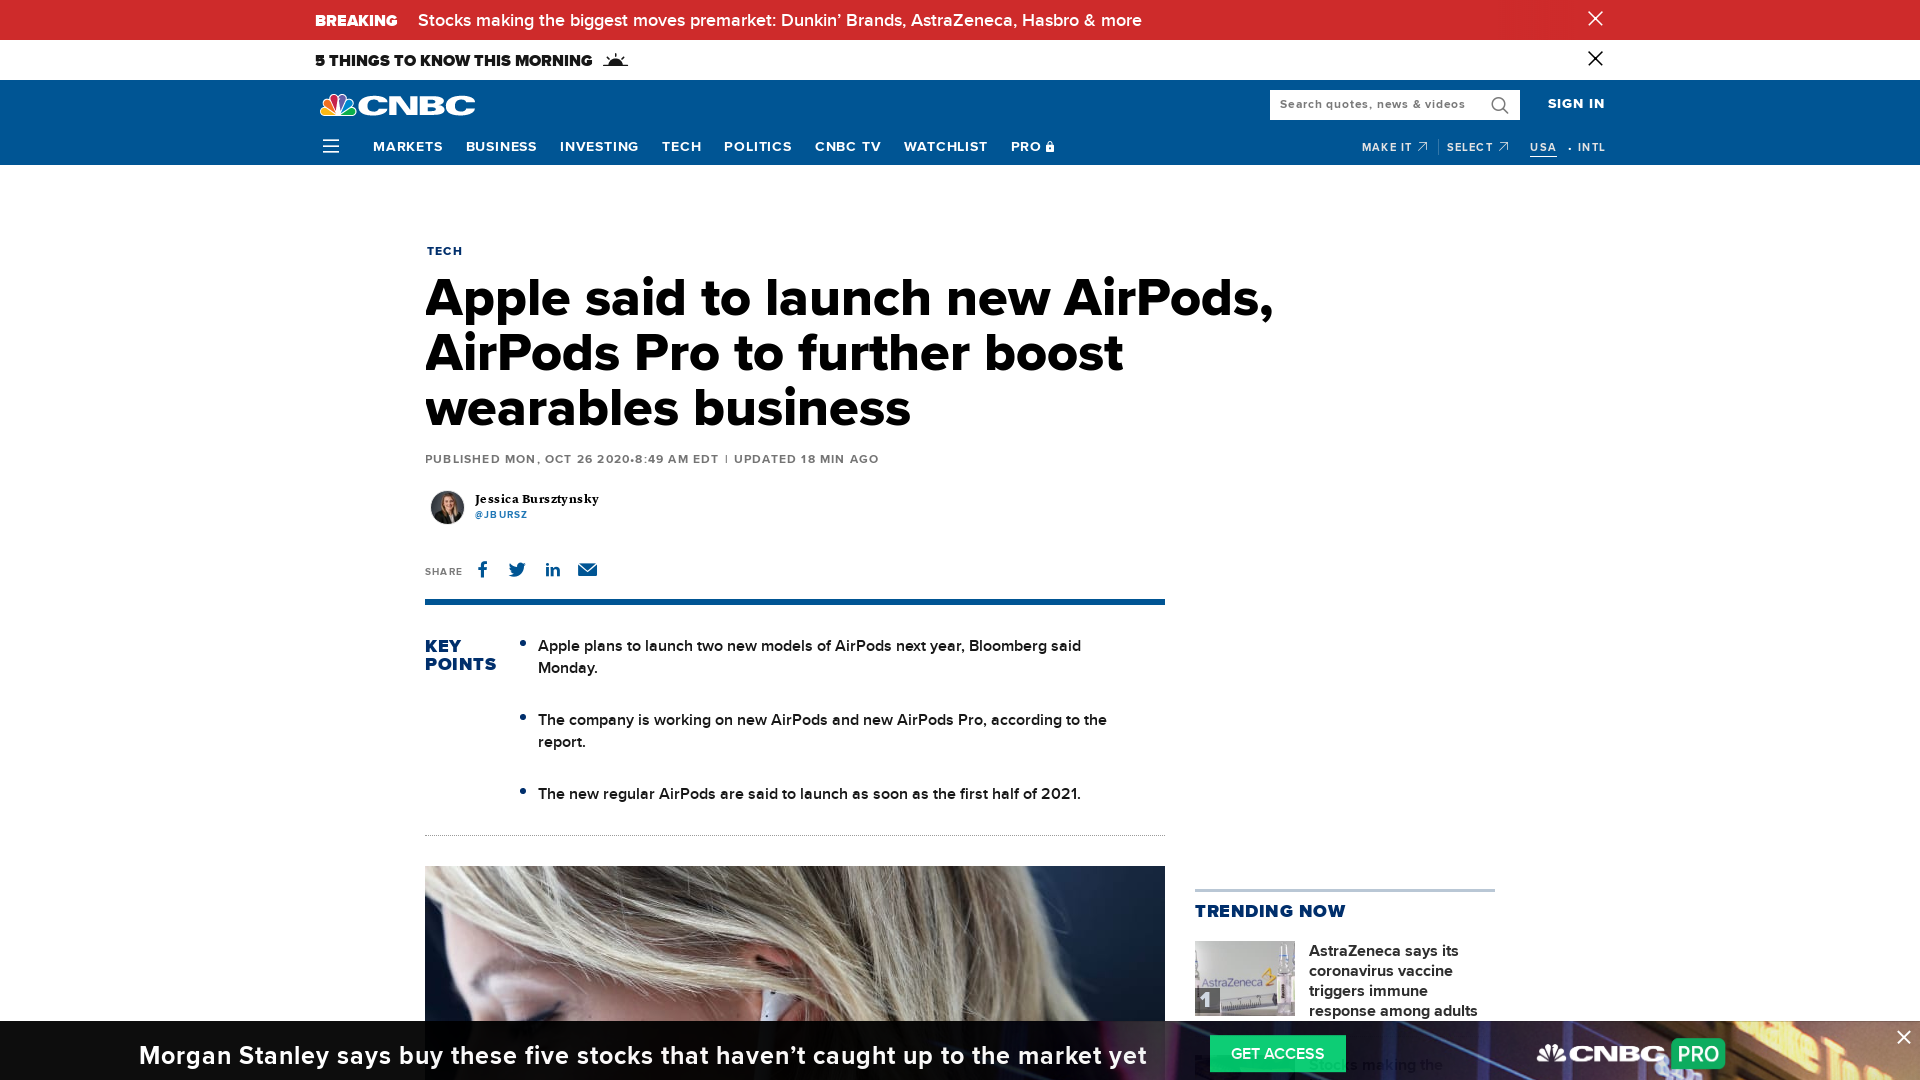 BREAKING Stocks making the biggest moves premarket: Dunkin’ Brands, AstraZeneca, Hasbro & more
5 THINGS TO KNOW THIS MORNING
CNBC
Search quotes, news & videos
SIGN IN
MARKETS BUSINESS INVESTING TECH POLITICS CNBC TV WATCHLIST PRO
MAKE IT SELECT USA • INTL
TECH
Apple said to launch new AirPods,
AirPods Pro to further boost
wearables business
PUBLISHED MON, OCT 26 2020•8:49 AM EDT | UPDATED 18 MIN AGO
Jessica Bursztynsky
@JBURSZ
SHARE
KEY
POINTS
• Apple plans to launch two new models of AirPods next year, Bloomberg said
Monday.
• The company is working on new AirPods and new AirPods Pro, according to the
report.
• The new regular AirPods are said to launch as soon as the first half of 2021.
TRENDING NOW
AstraZeneca
1
AstraZeneca says its
coronavirus vaccine
triggers immune
response among adults
Stocks making the
Morgan Stanley says buy these five stocks that haven’t caught up to the market yet
GET ACCESS
CNBC PRO